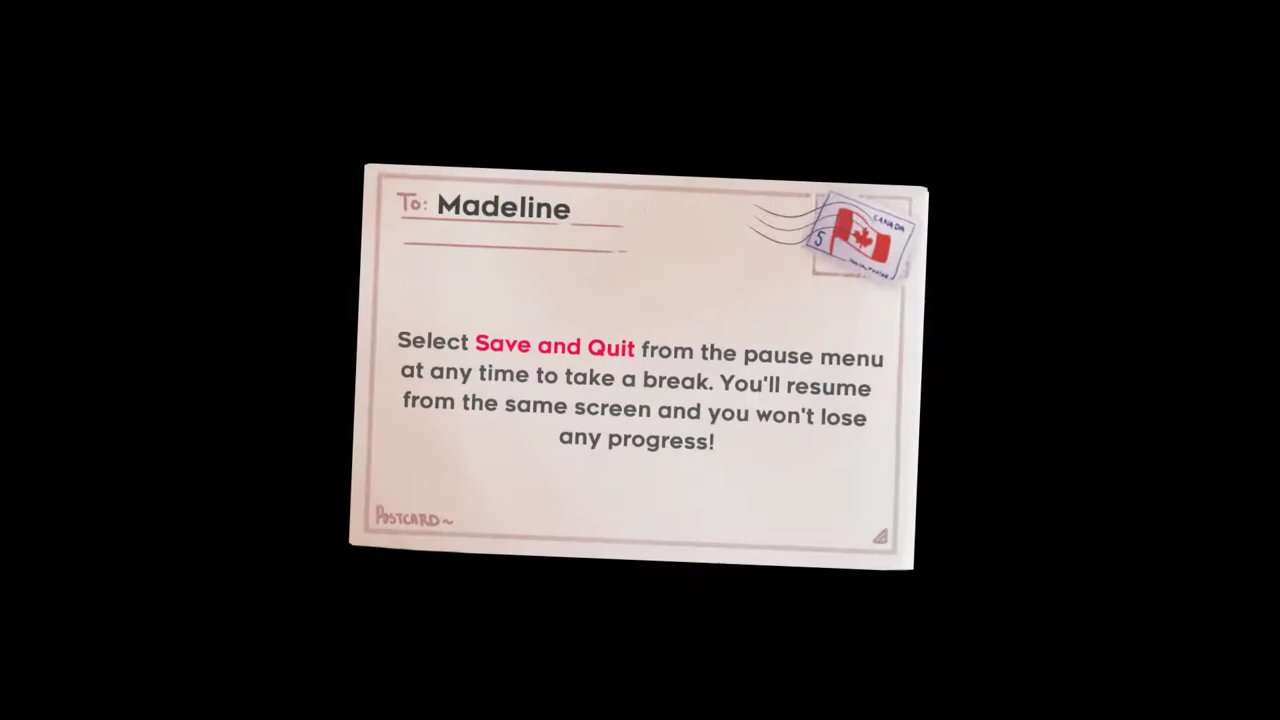 To: Madeline
CANADA
5
Select Save and Quit from the pause menu
at any time to take a break. You'll resume
from the same screen and you won't lose
any progress!
POSTCARD~